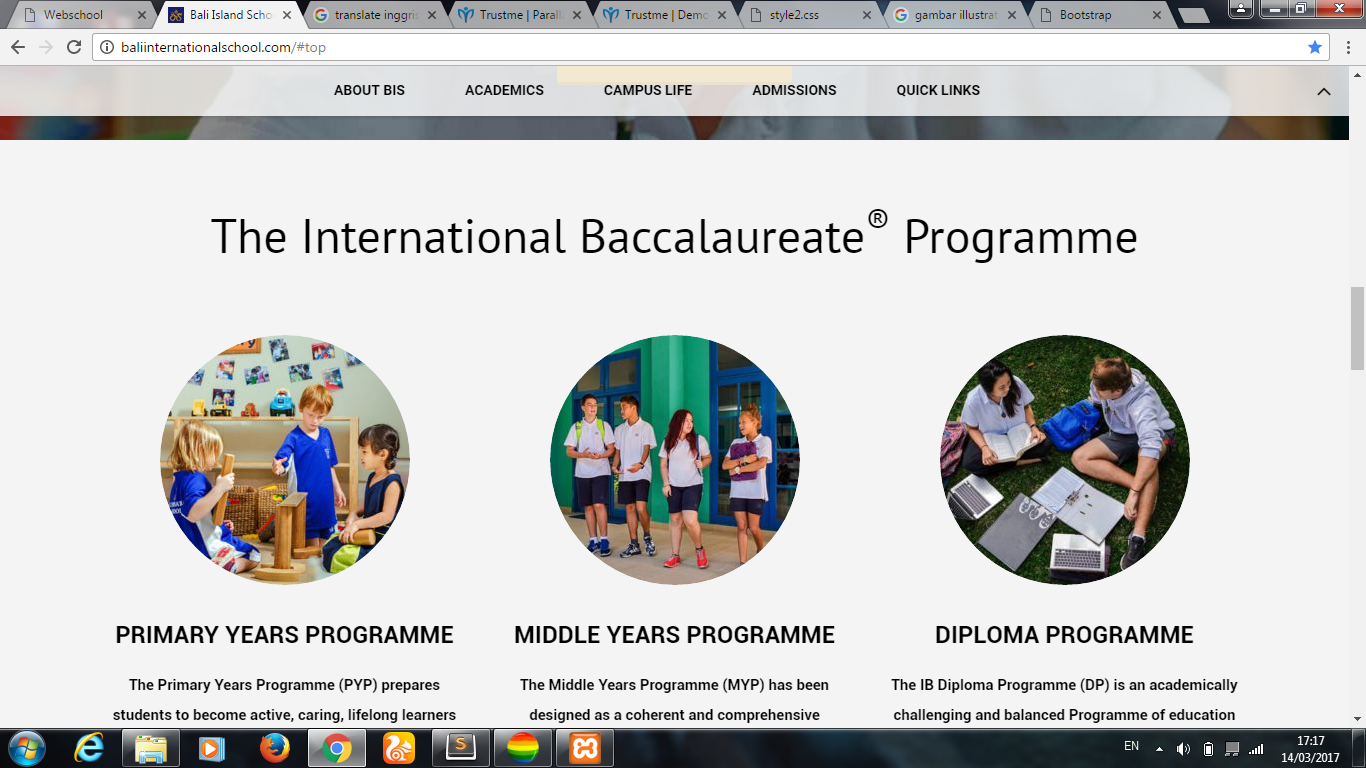 Webschool
Bali Island Scho
translate inggris
Trustme | Paralla
Trustme | Demo
style2.css
gambar illustrat
Bootstrap
baliinternationalschool.com/#top
ABOUT BIS ACADEMICS CAMPUS LIFE ADMISSIONS QUICK LINKS
The International Baccalaureate® Programme
PRIMARY YEARS PROGRAMME
The Primary Years Programme (PYP) prepares
students to become active, caring, lifelong learners
MIDDLE YEARS PROGRAMME
The Middle Years Programme (MYP) has been
designed as a coherent and comprehensive
DIPLOMA PROGRAMME
The IB Diploma Programme (DP) is an academically
challenging and balanced Programme of education
EN
17:17
14/03/2017